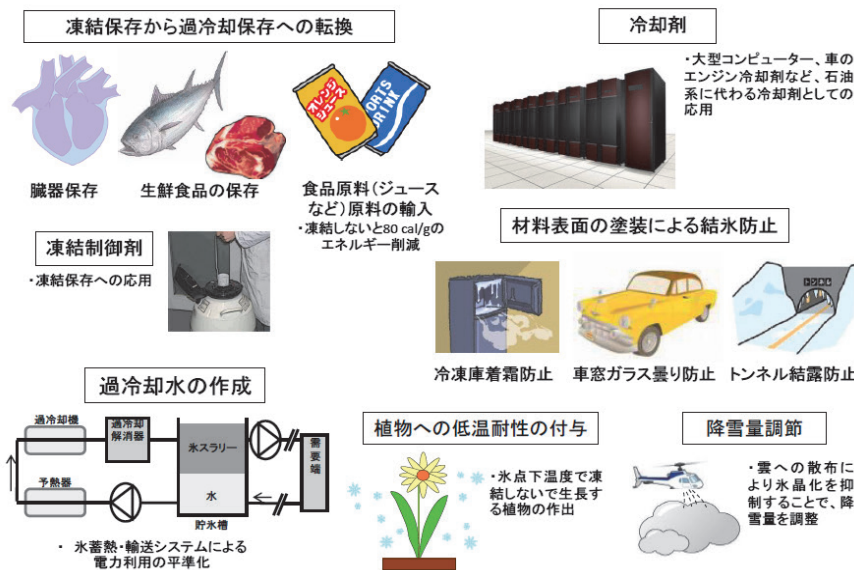 凍結保存から過冷却保存への転換
臓器保存
生鮮食品の保存
オレンジ
ジュース
SPORTS
DRINK
食品原料(ジュース
など)原料の輸入
・凍結しないと80 cal/gの
エネルギー削減
冷却剤
・大型コンピューター、車の
エンジン冷却剤など、石油
系に代わる冷却剤としての
応用
凍結制御剤
・凍結保存への応用
材料表面の塗装による結氷防止
冷凍庫着霜防止
車窓ガラス曇り防止
トンネル
トンネル結露防止
過冷却水の作成
過冷却機
過冷却
解消器
氷スラリー
水
貯氷槽
予熱器
需要端
・ 氷蓄熱・輸送システムによる
電力利用の平準化
植物への低温耐性の付与
・氷点下温度で凍
結しないで生長す
る植物の作出
降雪量調節
・雲への散布に
より氷晶化を抑
制することで、降
雪量を調整